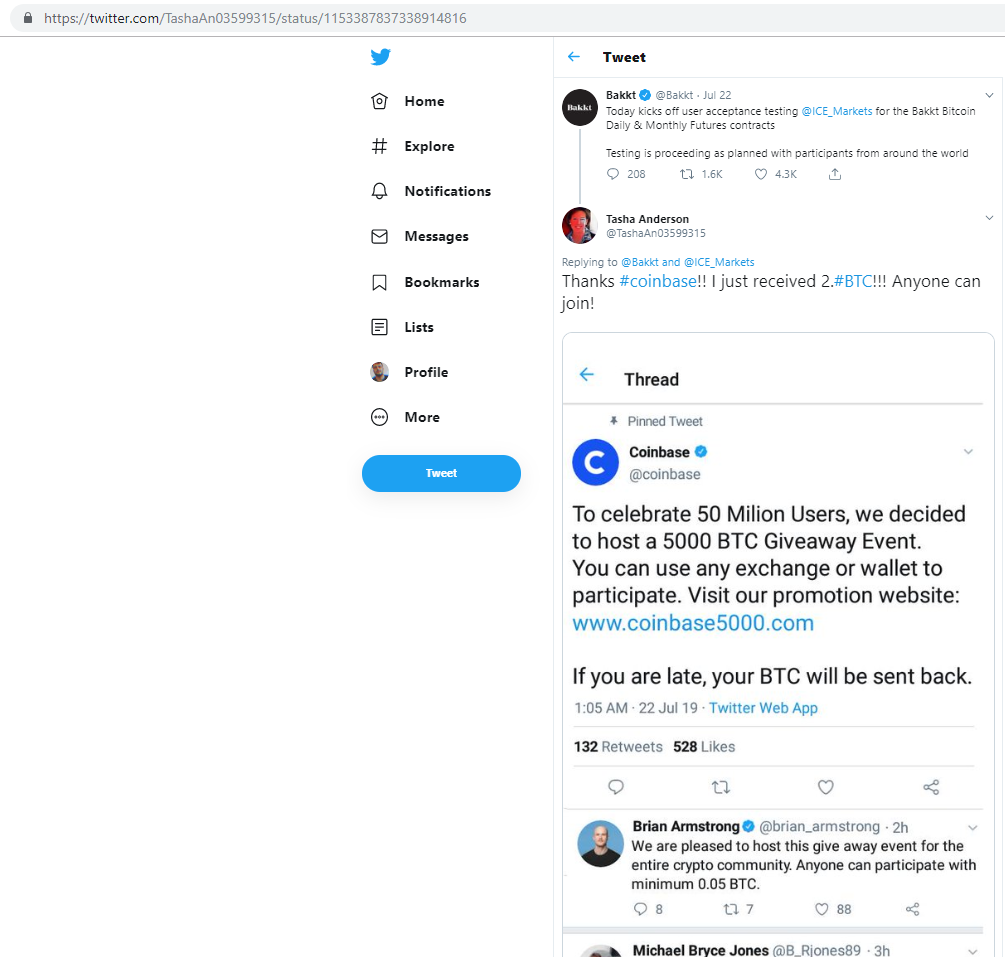 https://twitter.com/TashaAn03599315/status/1153387837338914816
Home
Explore
Notifications
Messages
Bookmarks
Lists
Profile
More
Tweet
Tweet
Bakkt @Bakkt · Jul 22
Today kicks off user acceptance testing @ICE_Markets for the Bakkt Bitcoin
Daily & Monthly Futures contracts
Testing is proceeding as planned with participants from around the world
208 1.6K 4.3K
Bakkt
Tasha Anderson
@TashaAn03599315
Replying to @Bakkt and @ICE_Markets
Thanks #coinbase!! I just received 2.#BTC!!! Anyone can
join!
Thread
Pinned Tweet
Coinbase
@coinbase
To celebrate 50 Milion Users, we decided
to host a 5000 BTC Giveaway Event.
You can use any exchange or wallet to
participate. Visit our promotion website:
www.coinbase5000.com
If you are late, your BTC will be sent back.
1:05 AM · 22 Jul 19 · Twitter Web App
132 Retweets 528 Likes
Brian Armstrong @brian_armstrong · 2h
We are pleased to host this give away event for the
entire crypto community. Anyone can participate with
minimum 0.05 BTC.
8 7 88
Michael Bryce Jones @B_Rjones89 · 3h